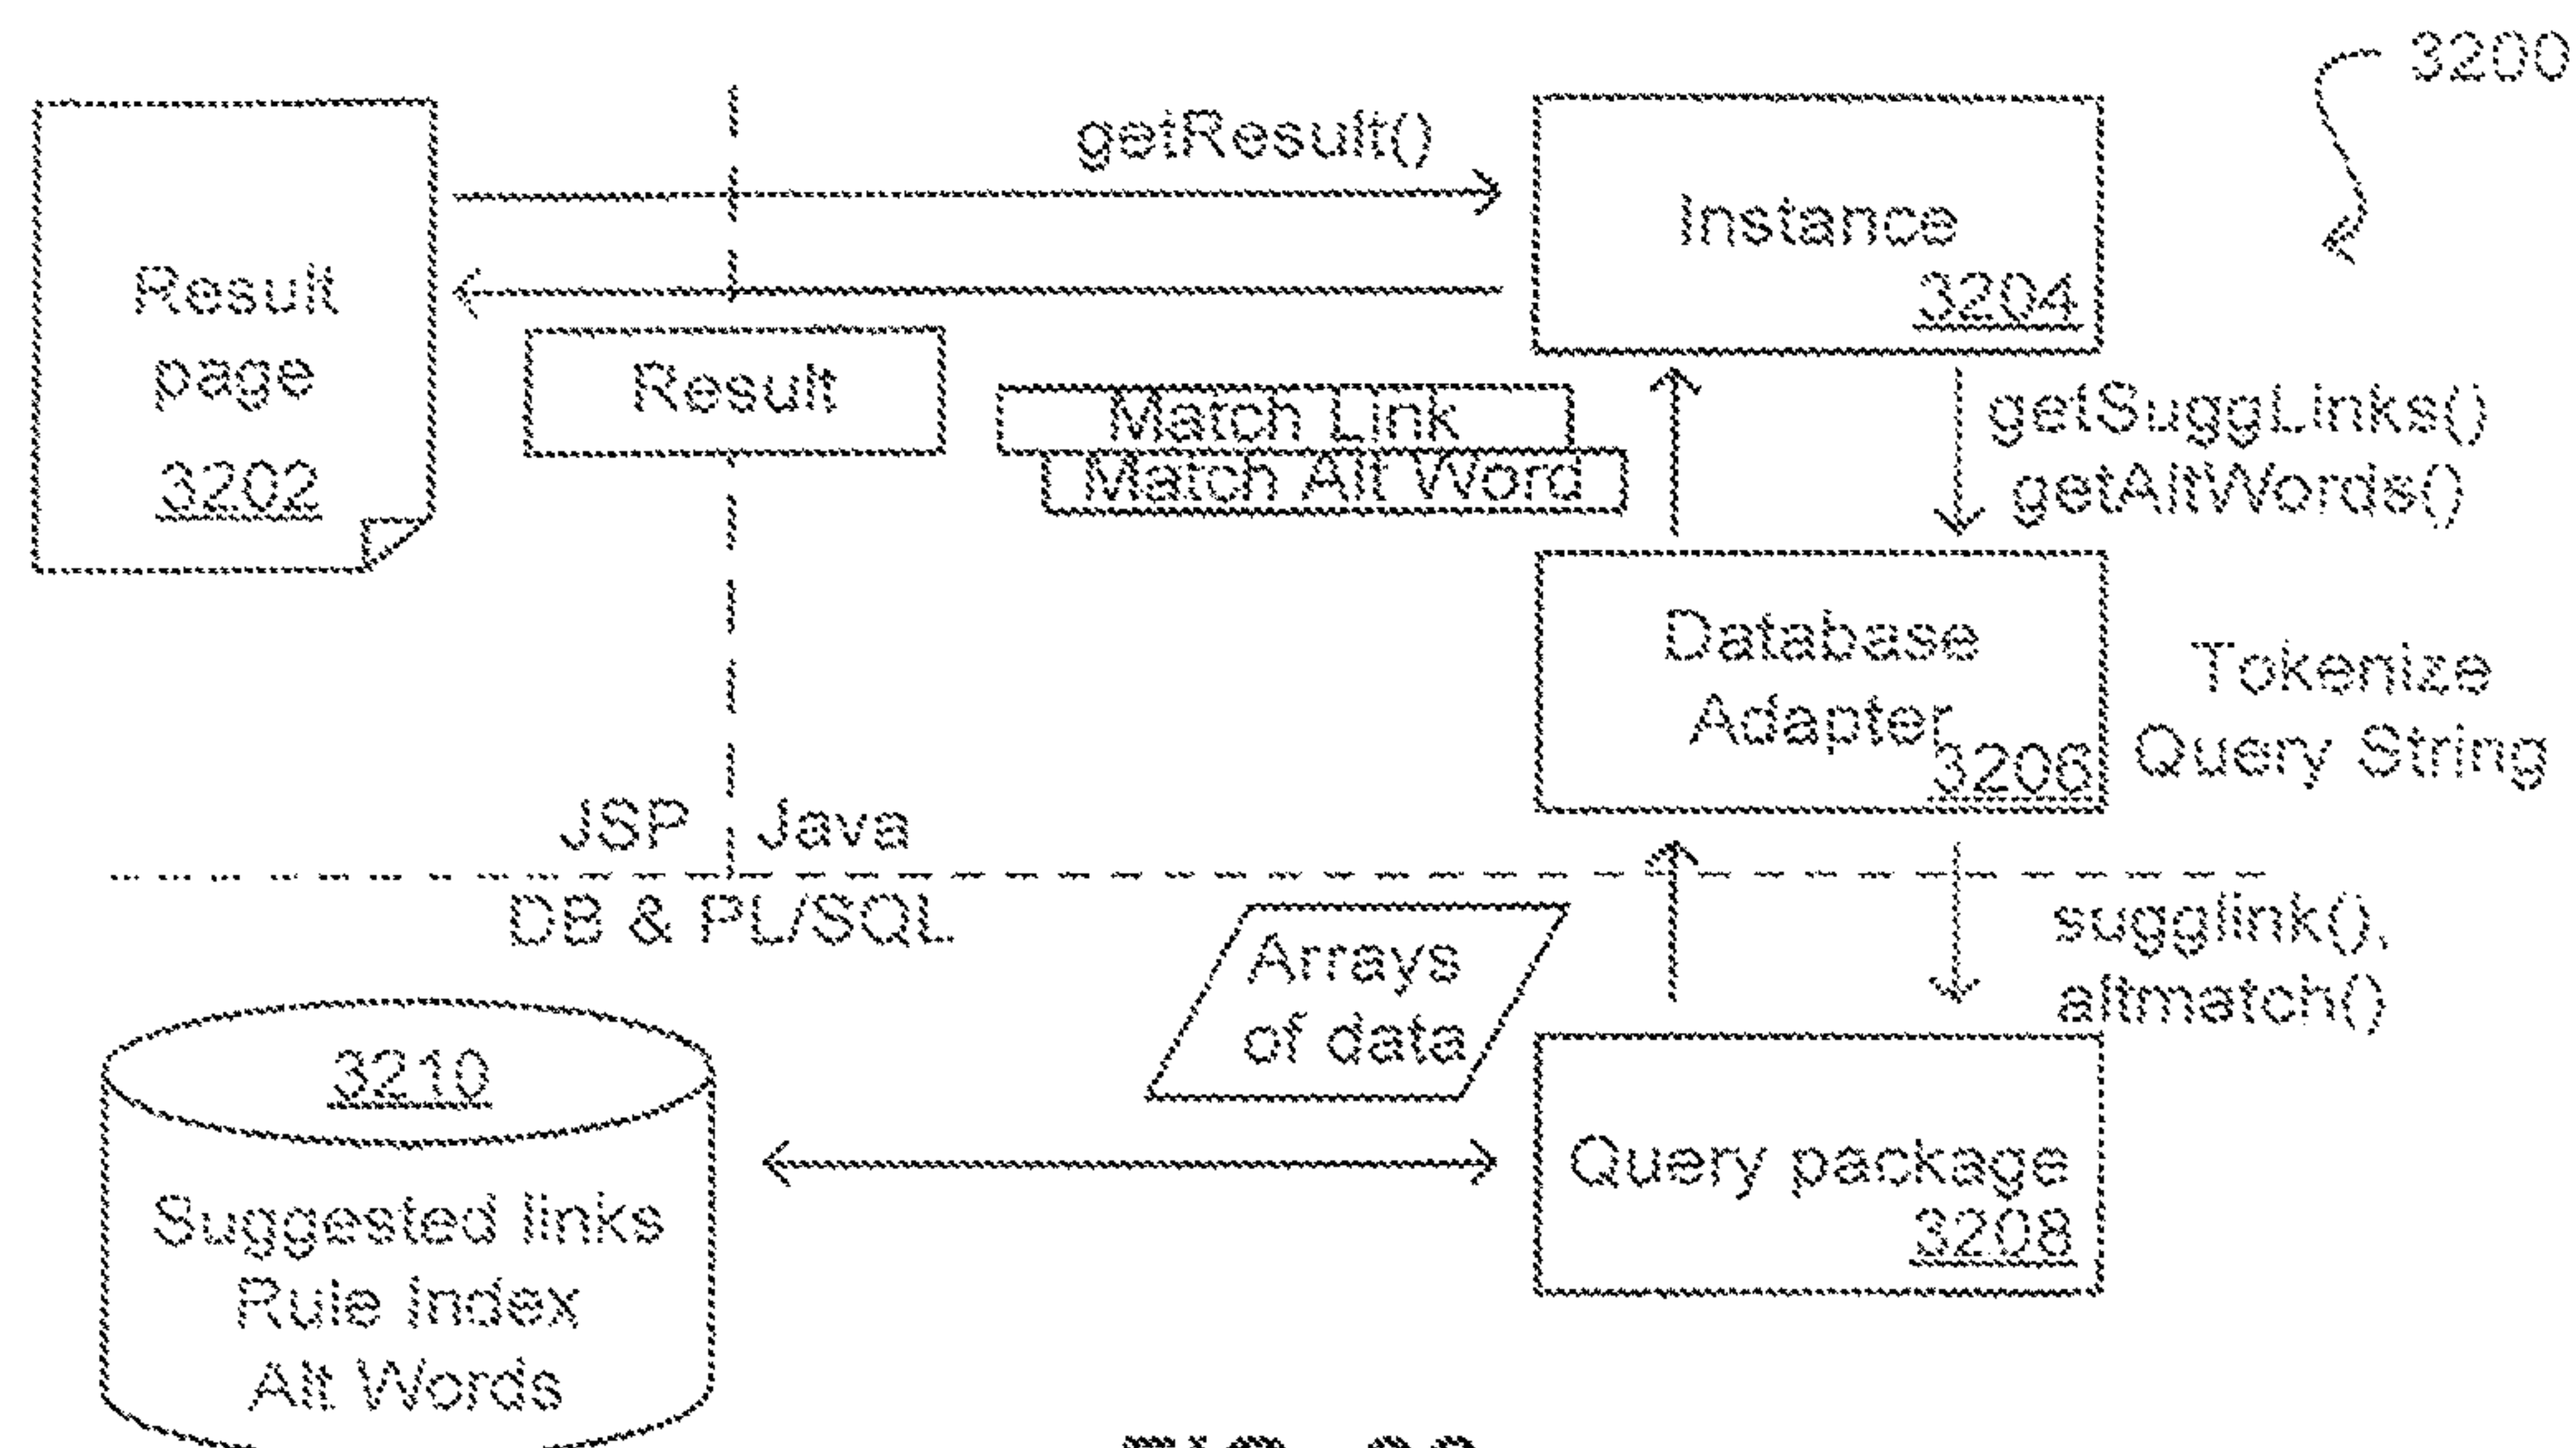 3200
getResult()
Instance
3204
Result
page
3202
Result
Match Link
Match Alt Word
getSuggLinks()
getAltWords()
Database
Adapter
3206
Tokenize
Query String
JSP
Java
DB & PL/SQL
sugglink(),
altmatch()
Arrays
of data
3210
Suggested links
Rule Index
Alt Words
Query package
3208